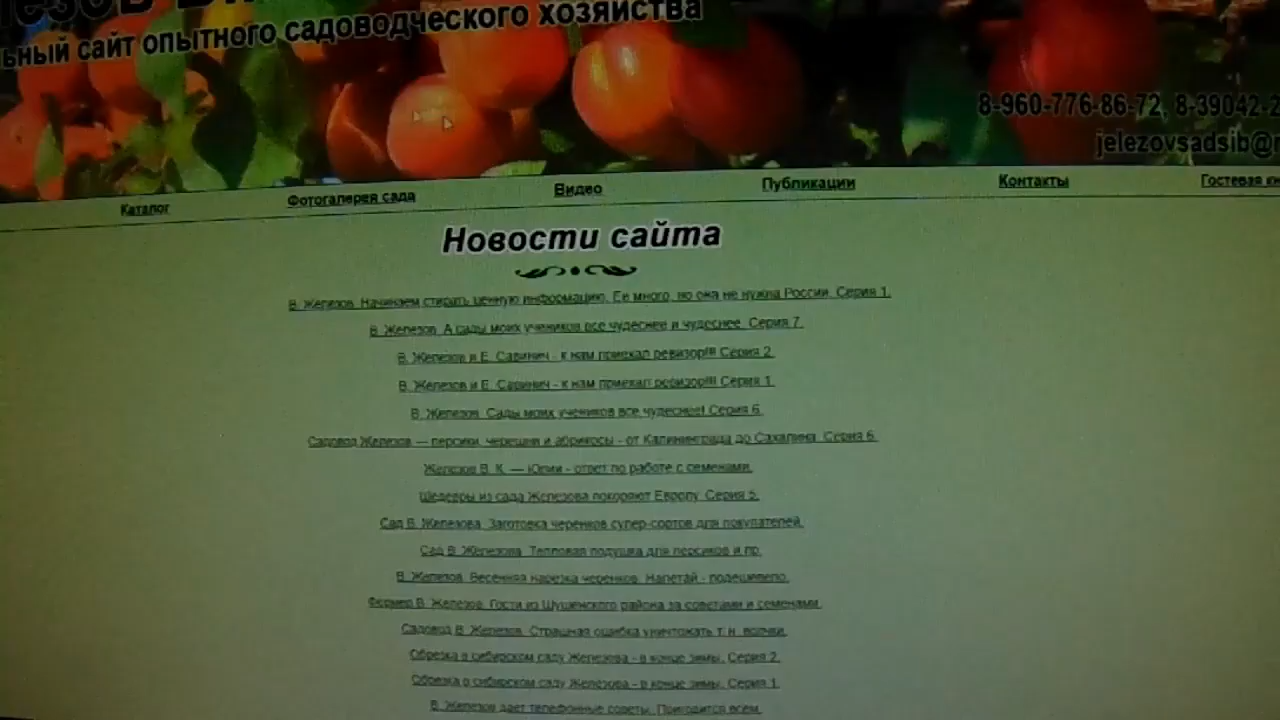 ьный сайт опытного садоводческого хозяйства
8-960-776-86-72, 8-39042-2
jelezovsadsib@
Каталог
Фотогалерея сада
Видео
Публикации
Контакты
Гостевая
Новости сайта
В. Железов. Начинаем стирать ценную информацию. Ее много, но она не нужна России. Серия 1.
В. Железов. А сады моих учеников все чудеснее и чудеснее. Серия 7.
В. Железов и Е. Савинич - к нам приехал ревизор!!! Серия 2.
В. Железов и Е. Савинич - к нам приехал ревизор!!! Серия 1.
В. Железов. Сады моих учеников все чудеснее! Серия 6.
Садовод Железов — персики, черешни и абрикосы - от Калининграда до Сахалина. Серия 6.
Железов В. К. — Юлии - ответ по работе с семенами.
Шедевры из сада Железова покоряют Европу. Серия 5.
Сад В. Железова. Заготовка черенков супер-сортов для покупателей.
Сад В. Железова. Тепловая подушка для персиков и пр.
В. Железов. Весенняя нарезка черенков. Налетай - подешевело.
Фермер В. Железов. Гости из Шушенского района за советами и семенами.
Садовод В. Железов. Страшная ошибка уничтожать т. н. волчки.
Обрезка в сибирском саду Железова - в конце зимы. Серия 2.
Обрезка в сибирском саду Железова - в конце зимы. Серия 1.
В. Железов дает телефонные советы. Пригодится всем.